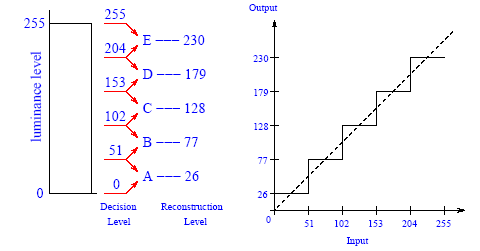 luminance level
255
0
255
204
153
102
51
0
E --- 230
D --- 179
C --- 128
B --- 77
A --- 26
Decision
Level
Reconstruction
Level
Output
230
179
128
77
26
0
51 102 153 204 255
Input